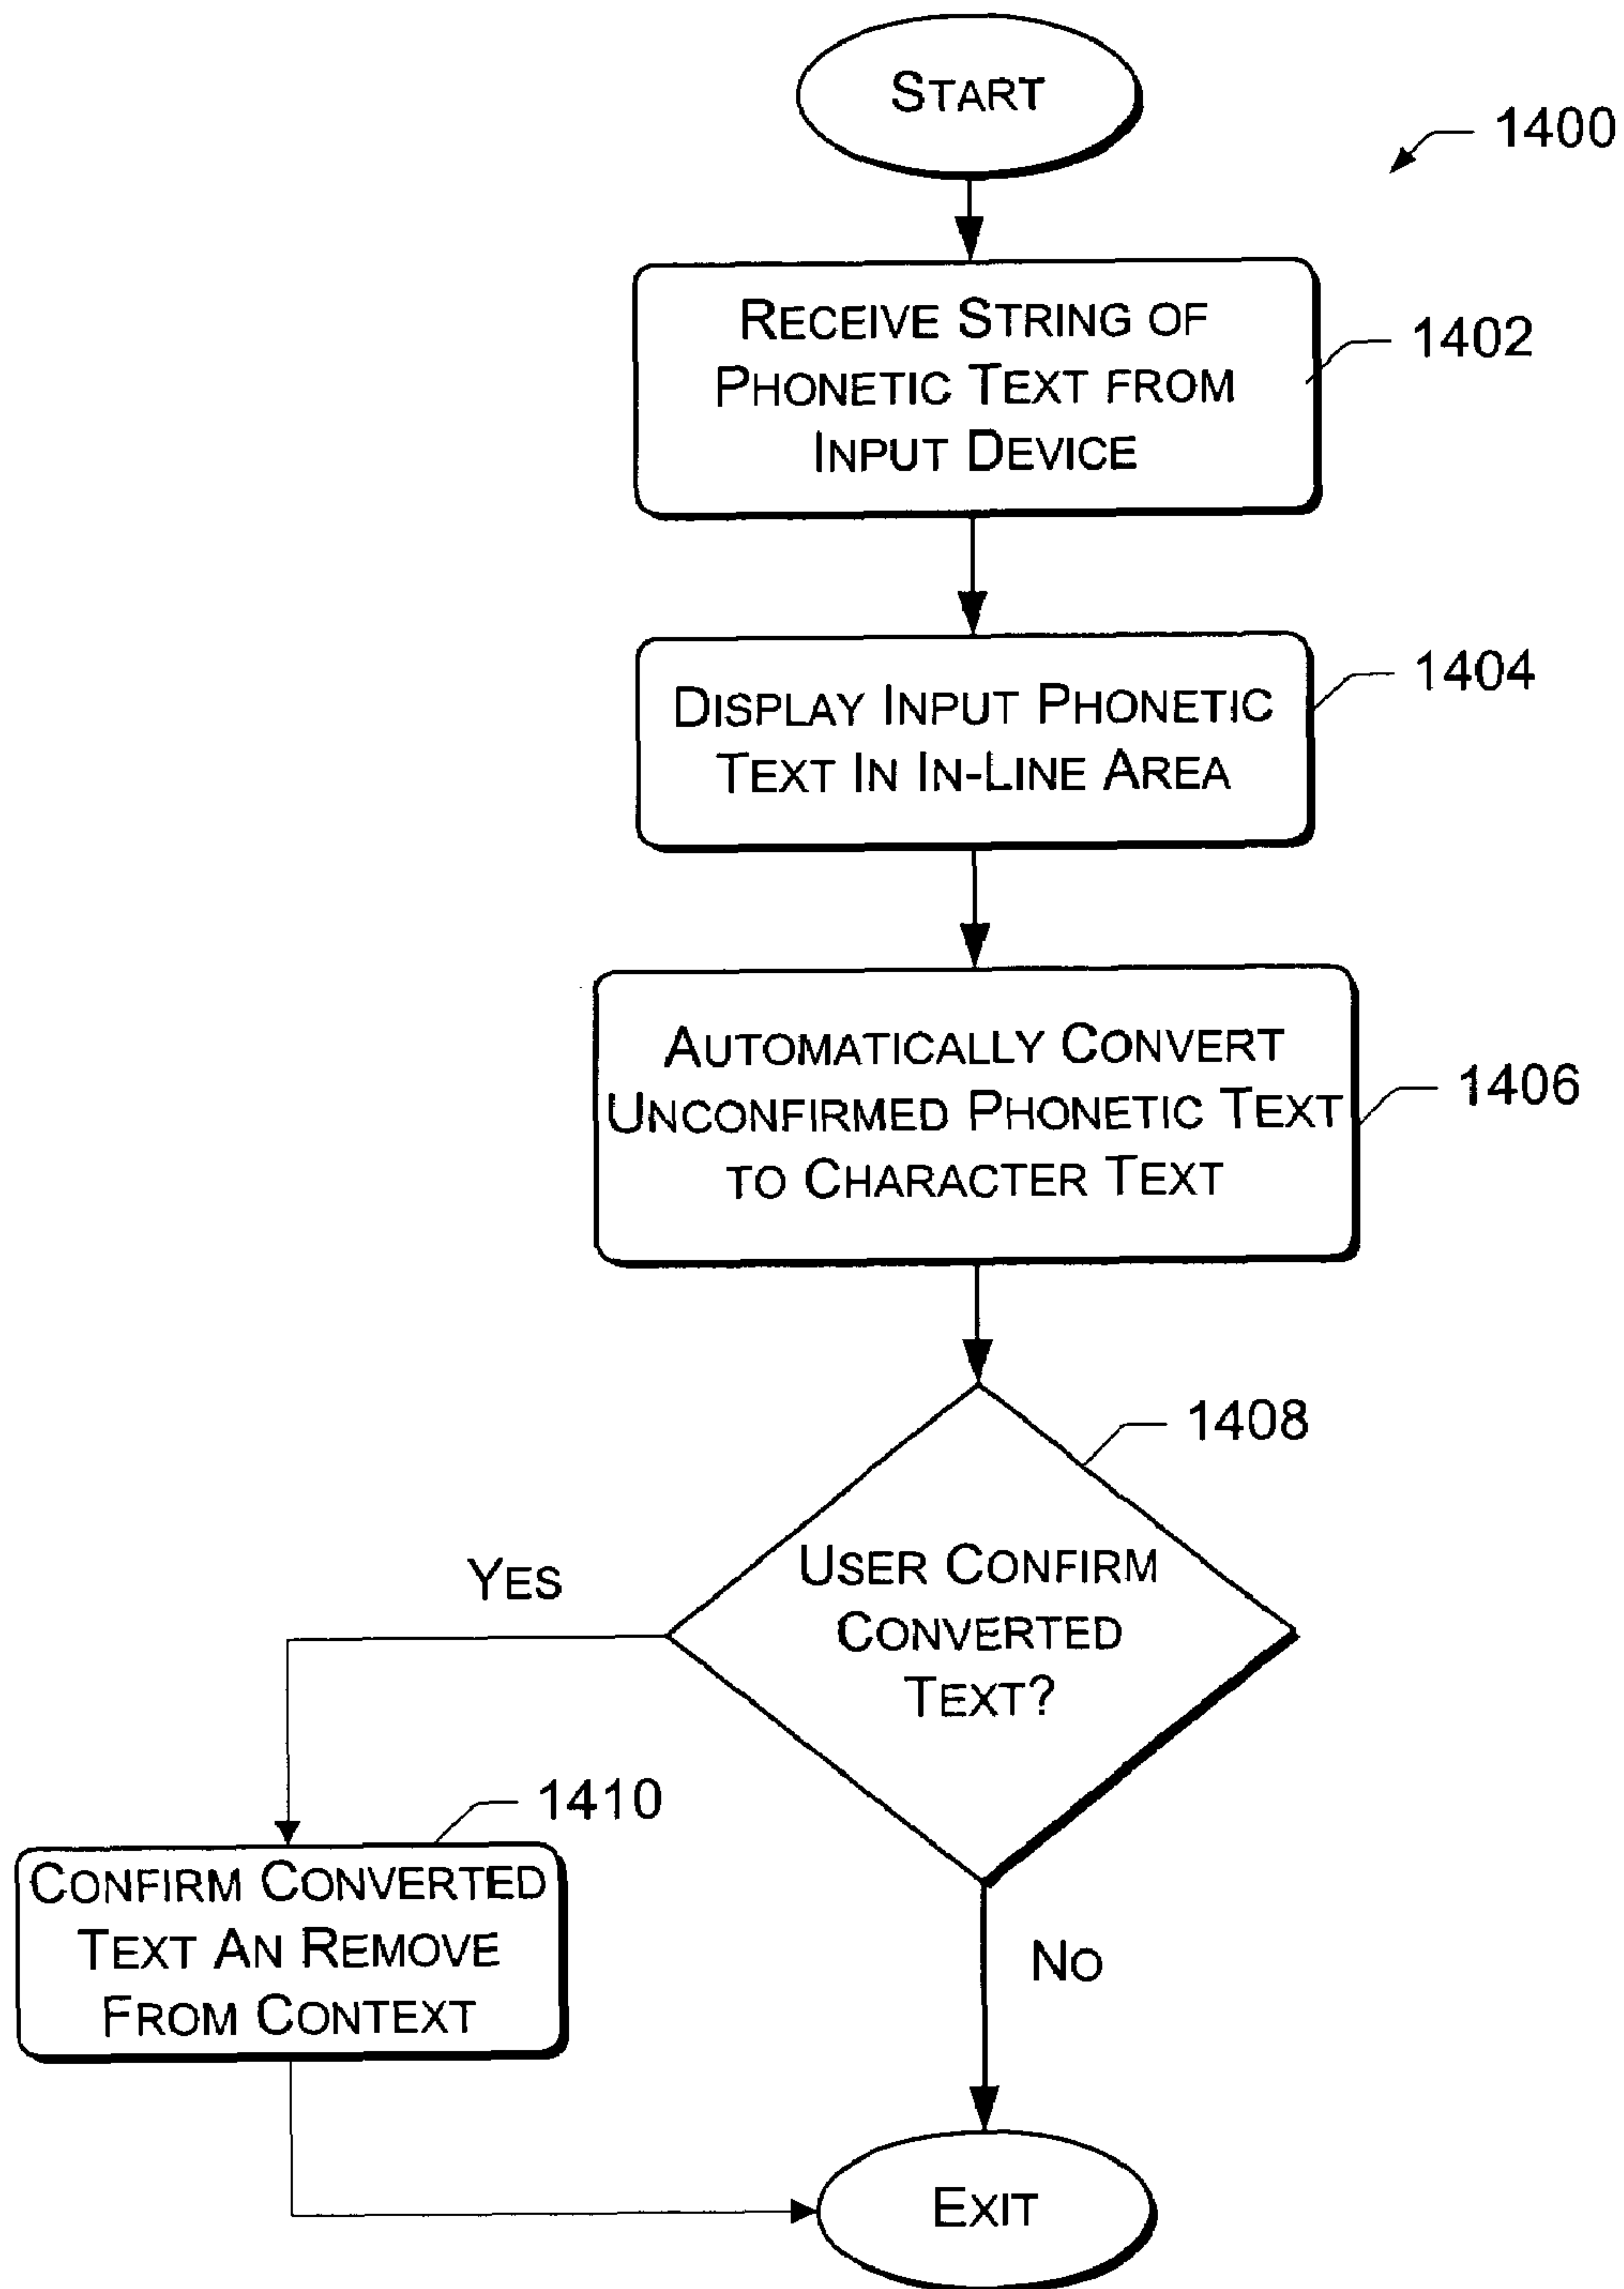 START
1400
RECEIVE STRING OF
PHONETIC TEXT FROM
INPUT DEVICE
1402
DISPLAY INPUT PHONETIC
TEXT IN IN-LINE AREA
1404
AUTOMATICALLY CONVERT
UNCONFIRMED PHONETIC TEXT
TO CHARACTER TEXT
1406
1408
USER CONFIRM
CONVERTED
TEXT?
YES
1410
CONFIRM CONVERTED
TEXT AN REMOVE
FROM CONTEXT
NO
EXIT